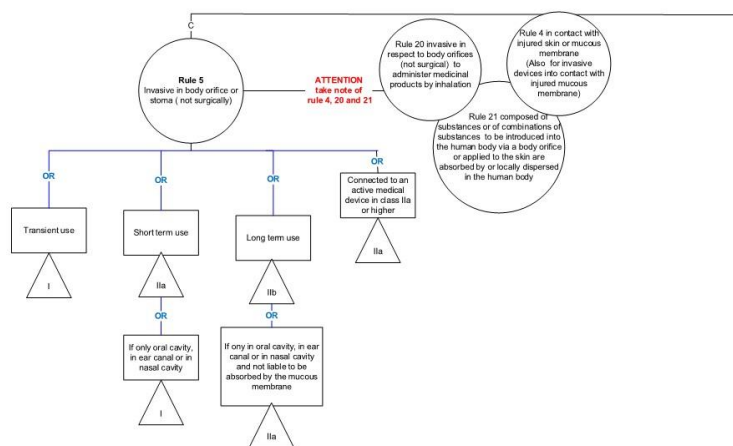 C
Rule 5
Invasive in body orifice or
stoma ( not surgically)
ATTENTION
take note of
rule 4, 20 and 21
Rule 20 invasive in
respect to body orifices
(not surgical) to
administer medicinal
products by inhalation
Rule 4 in contact with
injured skin or mucous
membrane
(Also for invasive
devices into contact with
injured mucous
membrane)
Rule 21 composed of
substances or of combinations of
substances to be introduced into
the human body via a body orifice
or applied to the skin are
absorbed by or locally dispersed
in the human body
OR
OR
OR
OR
Transient use
Short term use
Long term use
Connected to an
active medical
device in class IIa
or higher
I
IIa
IIb
IIa
OR
OR
If only oral cavity,
in ear canal or in
nasal cavity
If ony in oral cavity, in ear
canal or in nasal cavity
and not liable to be
absorbed by the mucous
membrane
I
IIa